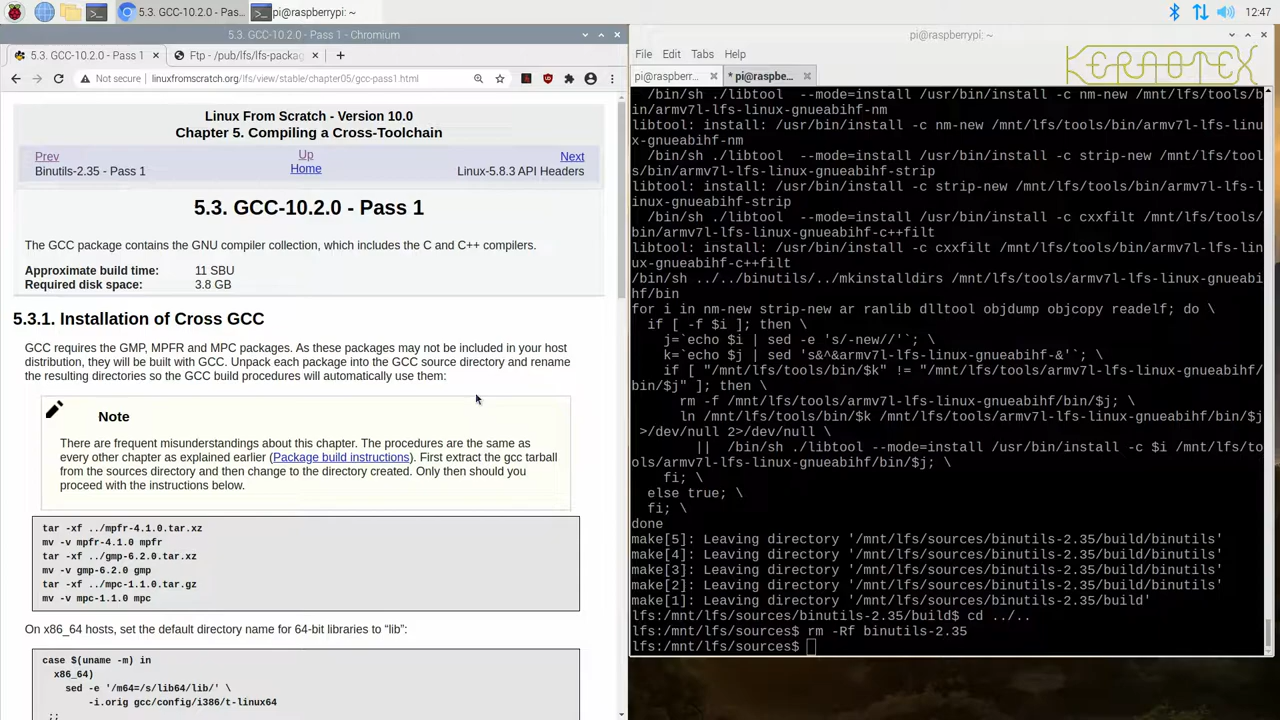 5.3. GCC-10.2.0 - Pas...
pi@raspberrypi: ~
12:47
5.3. GCC-10.2.0 - Pass 1 - Chromium
5.3. GCC-10.2.0 - Pass 1
Ftp - /pub/lfs/lfs-packag
Not secure
linuxfromscratch.org/lfs/view/stable/chapter05/gcc-pass1.html
Linux From Scratch - Version 10.0
Chapter 5. Compiling a Cross-Toolchain
Prev
Up
Next
Binutils-2.35 - Pass 1
Home
Linux-5.8.3 API Headers
5.3. GCC-10.2.0 - Pass 1
The GCC package contains the GNU compiler collection, which includes the C and C++ compilers.
Approximate build time: 11 SBU
Required disk space: 3.8 GB
5.3.1. Installation of Cross GCC
GCC requires the GMP, MPFR and MPC packages. As these packages may not be included in your host
distribution, they will be built with GCC. Unpack each package into the GCC source directory and rename
the resulting directories so the GCC build procedures will automatically use them:
Note
There are frequent misunderstandings about this chapter. The procedures are the same as
every other chapter as explained earlier (Package build instructions). First extract the gcc tarball
from the sources directory and then change to the directory created. Only then should you
proceed with the instructions below.
tar -xf ../mpfr-4.1.0.tar.xz
mv -v mpfr-4.1.0 mpfr
tar -xf ../gmp-6.2.0.tar.xz
mv -v gmp-6.2.0 gmp
tar -xf ../mpc-1.1.0.tar.gz
mv -v mpc-1.1.0 mpc
On x86_64 hosts, set the default directory name for 64-bit libraries to “lib”:
case $(uname -m) in
x86_64)
sed -e '/m64=/s/lib64/lib/' \
-i.orig gcc/config/i386/t-linux64
;;
pi@raspberrypi: ~
File Edit Tabs Help
KERAOTEX
pi@raspberr...
* pi@raspbe...
/bin/sh ./libtool --mode=install /usr/bin/install -c nm-new /mnt/lfs/tools/b
in/armv7l-lfs-linux-gnueabihf-nm
libtool: install: /usr/bin/install -c nm-new /mnt/lfs/tools/bin/armv7l-lfs-linu
x-gnueabihf-nm
/bin/sh ./libtool --mode=install /usr/bin/install -c strip-new /mnt/lfs/tool
s/bin/armv7l-lfs-linux-gnueabihf-strip
libtool: install: /usr/bin/install -c strip-new /mnt/lfs/tools/bin/armv7l-lfs-l
inux-gnueabihf-strip
/bin/sh ./libtool --mode=install /usr/bin/install -c cxxfilt /mnt/lfs/tools/
bin/armv7l-lfs-linux-gnueabihf-c++filt
libtool: install: /usr/bin/install -c cxxfilt /mnt/lfs/tools/bin/armv7l-lfs-lin
ux-gnueabihf-c++filt
/bin/sh ../../binutils/../mkinstalldirs /mnt/lfs/tools/armv7l-lfs-linux-gnueabi
hf/bin
for i in nm-new strip-new ar ranlib dlltool objdump objcopy readelf; do \
if [ -f $i ]; then \
j=`echo $i | sed -e 's/-new//'`; \
k=`echo $j | sed 's&^&armv7l-lfs-linux-gnueabihf-&'`; \
if [ "/mnt/lfs/tools/bin/$k" != "/mnt/lfs/tools/armv7l-lfs-linux-gnueabihf/
bin/$j" ]; then \
rm -f /mnt/lfs/tools/armv7l-lfs-linux-gnueabihf/bin/$j; \
ln /mnt/lfs/tools/bin/$k /mnt/lfs/tools/armv7l-lfs-linux-gnueabihf/bin/$j
>/dev/null 2>/dev/null \
|| /bin/sh ./libtool --mode=install /usr/bin/install -c $i /mnt/lfs/to
ols/armv7l-lfs-linux-gnueabihf/bin/$j; \
fi; \
else true; \
fi; \
done
make[5]: Leaving directory '/mnt/lfs/sources/binutils-2.35/build/binutils'
make[4]: Leaving directory '/mnt/lfs/sources/binutils-2.35/build/binutils'
make[3]: Leaving directory '/mnt/lfs/sources/binutils-2.35/build/binutils'
make[2]: Leaving directory '/mnt/lfs/sources/binutils-2.35/build/binutils'
make[1]: Leaving directory '/mnt/lfs/sources/binutils-2.35/build'
lfs:/mnt/lfs/sources/binutils-2.35/build$ cd ../..
lfs:/mnt/lfs/sources$ rm -Rf binutils-2.35
lfs:/mnt/lfs/sources$